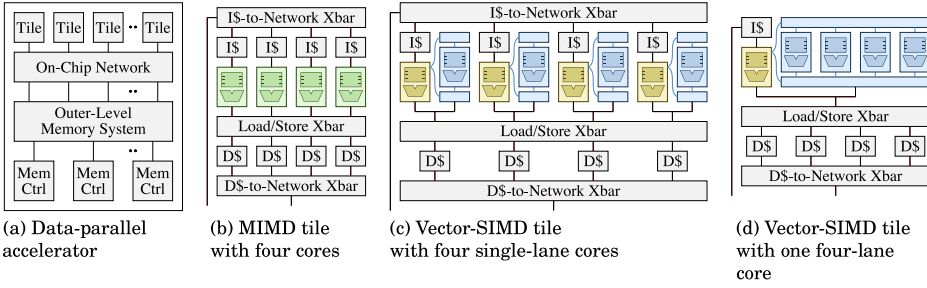 Tile Tile Tile •• Tile
On-Chip Network
••
Outer-Level
Memory System
••
Mem Ctrl Mem Ctrl Mem Ctrl
(a) Data-parallel
accelerator
I$-to-Network Xbar
I$ I$ I$ I$
Load/Store Xbar
D$ D$ D$ D$
D$-to-Network Xbar
(b) MIMD tile
with four cores
I$-to-Network Xbar
I$ I$ I$ I$
Load/Store Xbar
D$ D$ D$ D$
D$-to-Network Xbar
(c) Vector-SIMD tile
with four single-lane cores
I$
Load/Store Xbar
D$ D$ D$ D$
D$-to-Network Xbar
(d) Vector-SIMD tile
with one four-lane
core